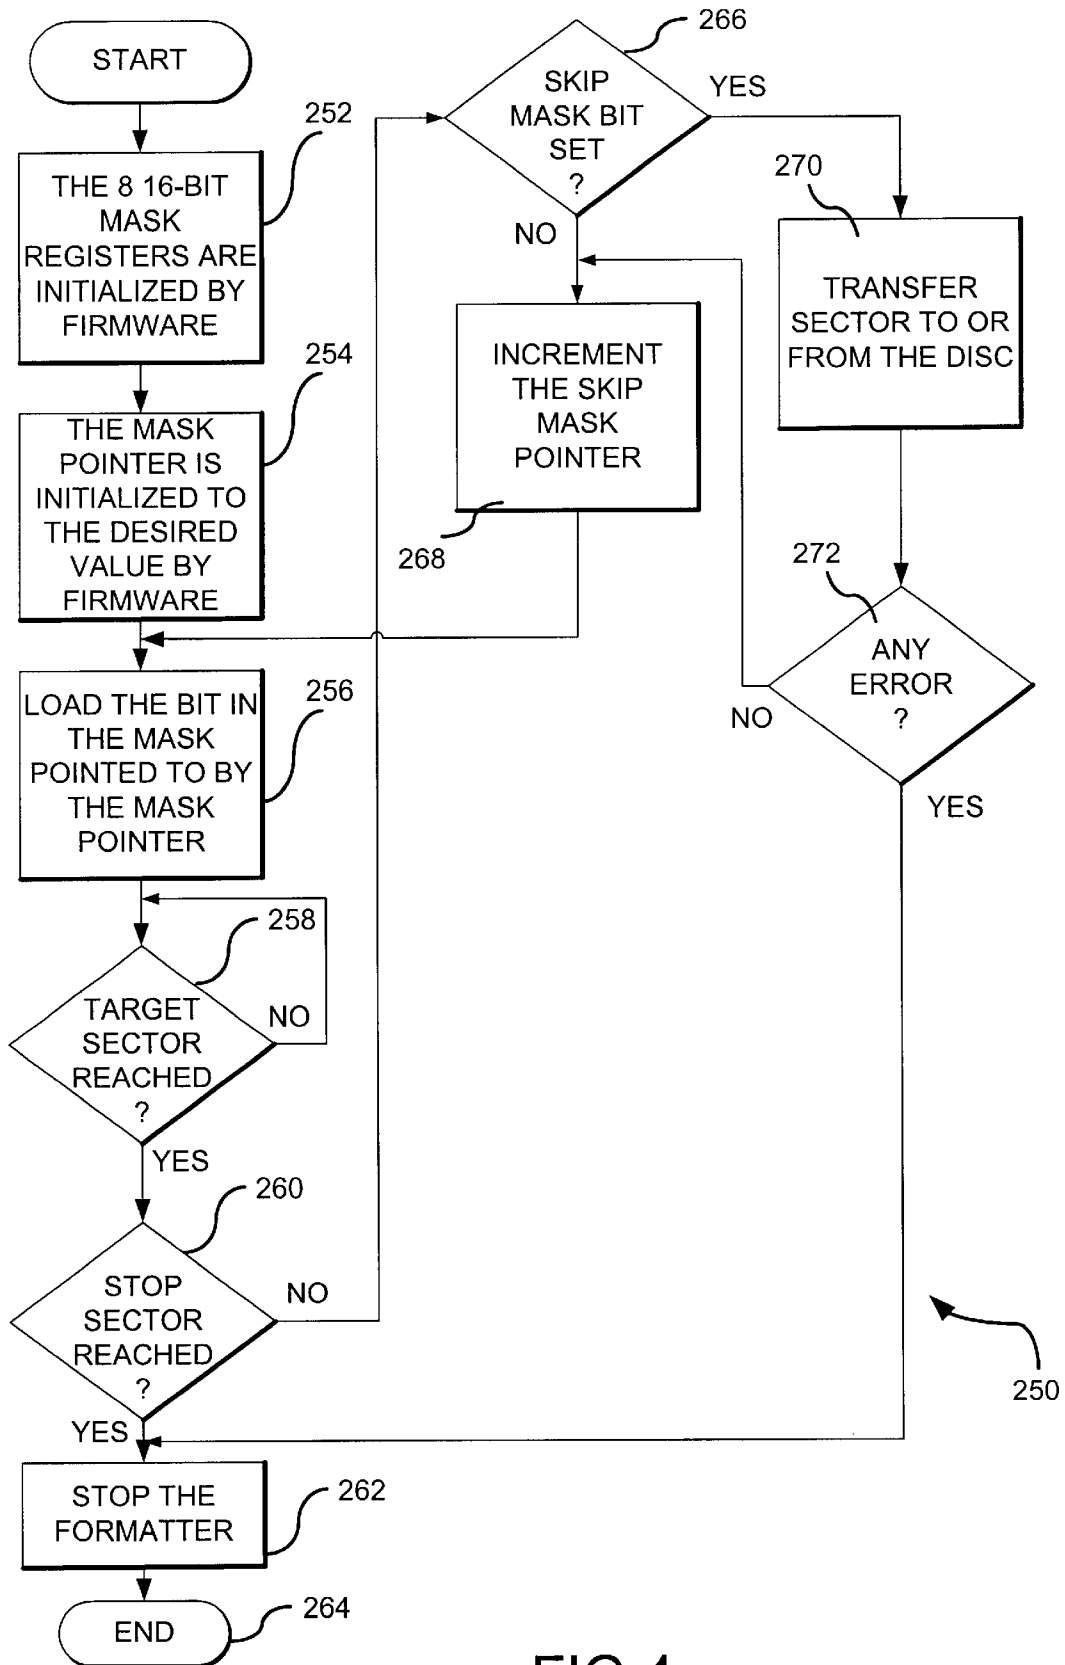 START
252
THE 8 16-BIT
MASK
REGISTERS ARE
INITIALIZED BY
FIRMWARE
254
THE MASK
POINTER IS
INITIALIZED TO
THE DESIRED
VALUE BY
FIRMWARE
256
LOAD THE BIT IN
THE MASK
POINTED TO BY
THE MASK
POINTER
258
TARGET
SECTOR
REACHED
?
NO
YES
260
STOP
SECTOR
REACHED
?
NO
YES
STOP THE
FORMATTER
262
END
264
266
SKIP
MASK BIT
SET
?
YES
NO
INCREMENT
THE SKIP
MASK
POINTER
268
270
TRANSFER
SECTOR TO OR
FROM THE DISC
272
ANY
ERROR
?
NO
YES
250